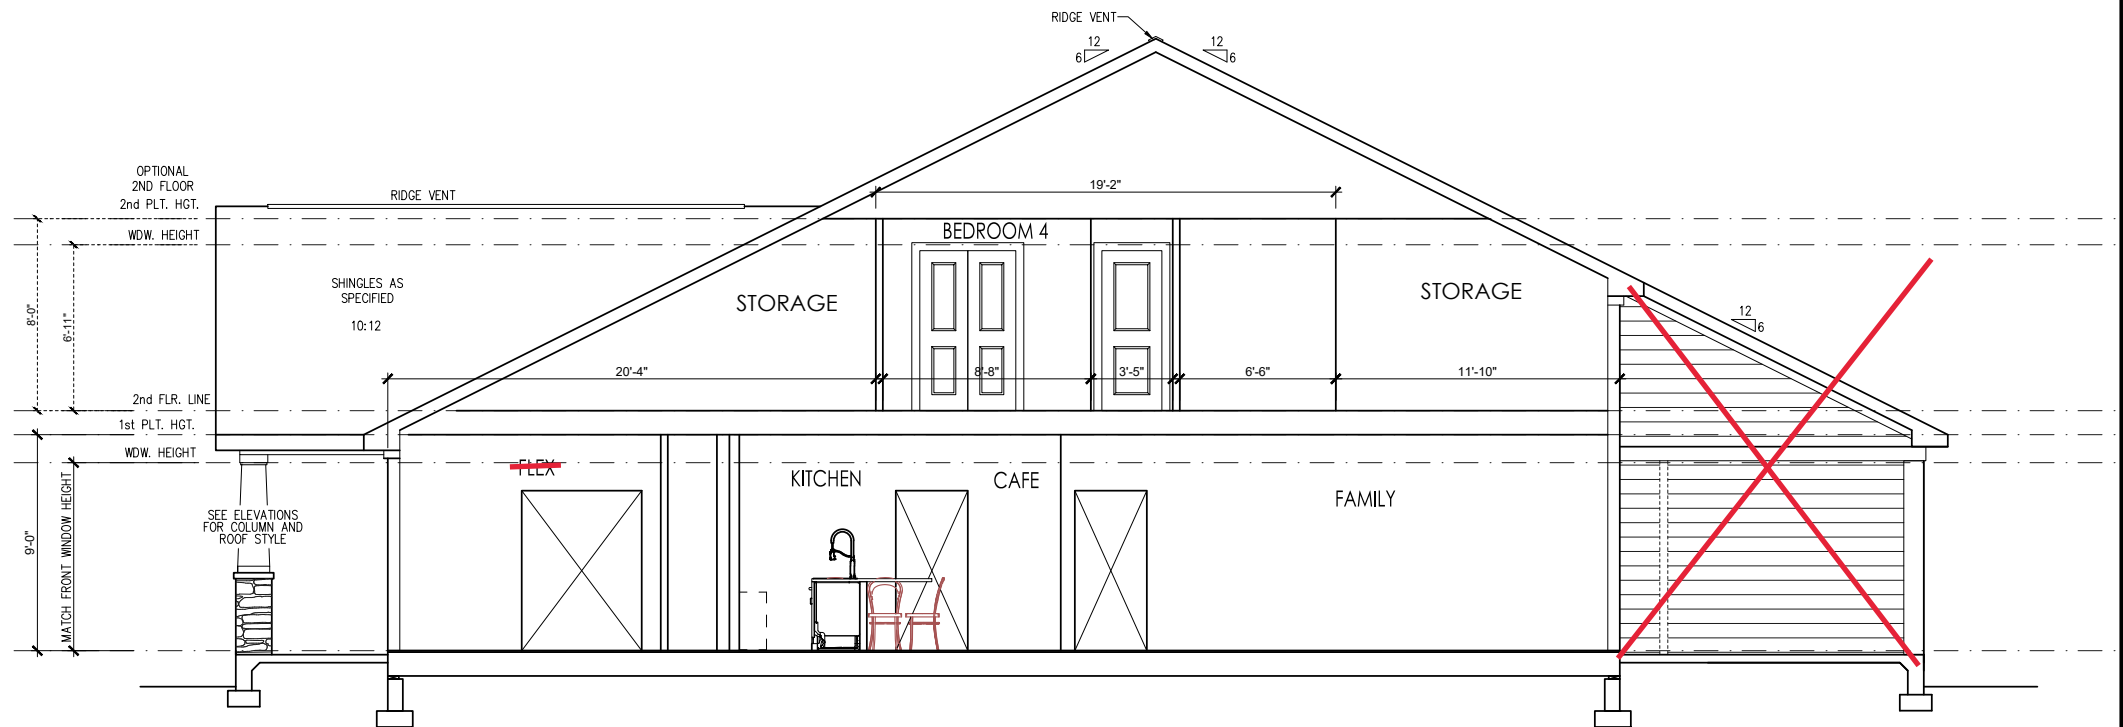 RIDGE VENT
12
6
12
6
OPTIONAL
2ND FLOOR
2nd PLT. HGT.
RIDGE VENT
19'-2"
WDW. HEIGHT
BEDROOM 4
SHINGLES AS
SPECIFIED
10:12
STORAGE
STORAGE
8'-0"
6'-11"
12
6
20'-4"
8'-8"
3'-5"
6'-6"
11'-10"
2nd FLR. LINE
1st PLT. HGT.
WDW. HEIGHT
FLEX
KITCHEN
CAFE
FAMILY
SEE ELEVATIONS
FOR COLUMN AND
ROOF STYLE
9'-0"
MATCH FRONT WINDOW HEIGHT